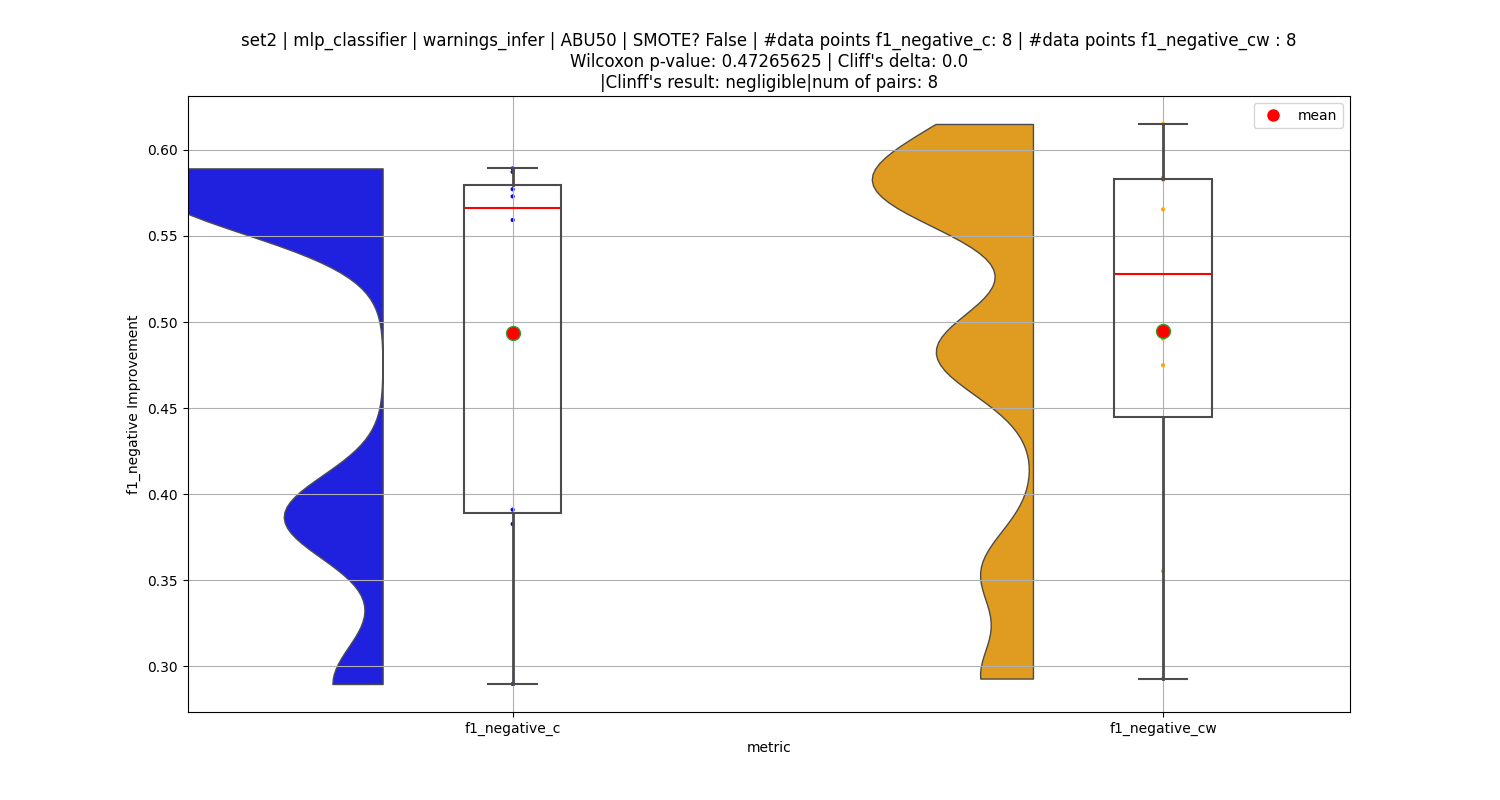 set2 | mlp_classifier | warnings_infer | ABU50 | SMOTE? False | #data points f1_negative_c: 8 | #data points f1_negative_cw : 8
Wilcoxon p-value: 0.47265625 | Cliff's delta: 0.0
|Clinff's result: negligible|num of pairs: 8
mean
0.60
0.55
0.50
0.45
0.40
0.35
0.30
f1_negative Improvement
f1_negative_c
f1_negative_cw
metric